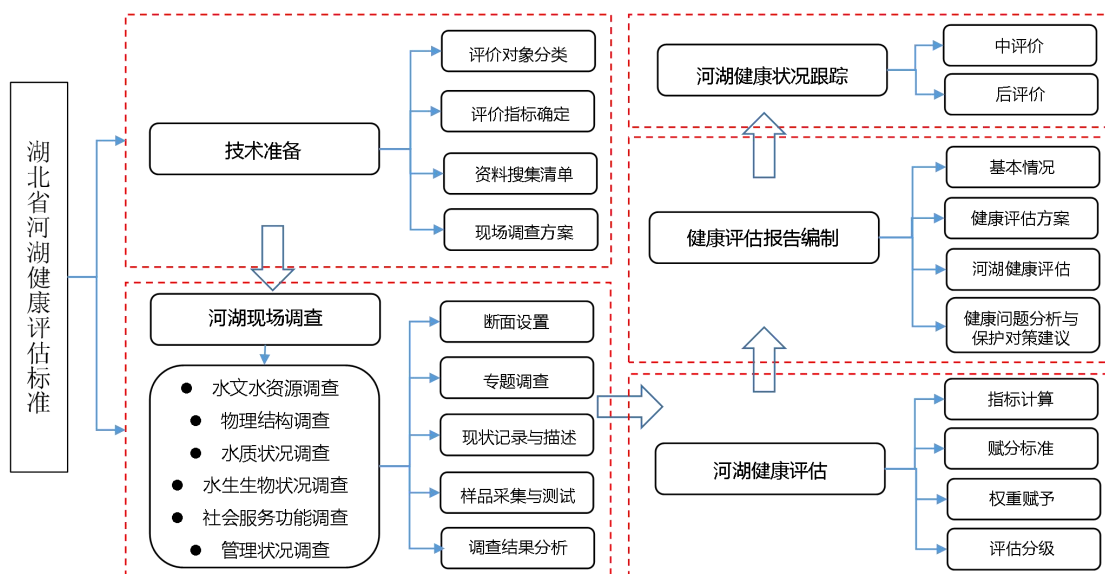 湖北省河湖健康评估标准
技术准备
评价对象分类
评价指标确定
资料搜集清单
现场调查方案
河湖现场调查
水文水资源调查
物理结构调查
水质状况调查
水生生物状况调查
社会服务功能调查
管理状况调查
断面设置
专题调查
现状记录与描述
样品采集与测试
调查结果分析
河湖健康评估
指标计算
赋分标准
权重赋予
评估分级
健康评估报告编制
基本情况
健康评估方案
河湖健康评估
健康问题分析与
保护对策建议
河湖健康状况跟踪
中评价
后评价